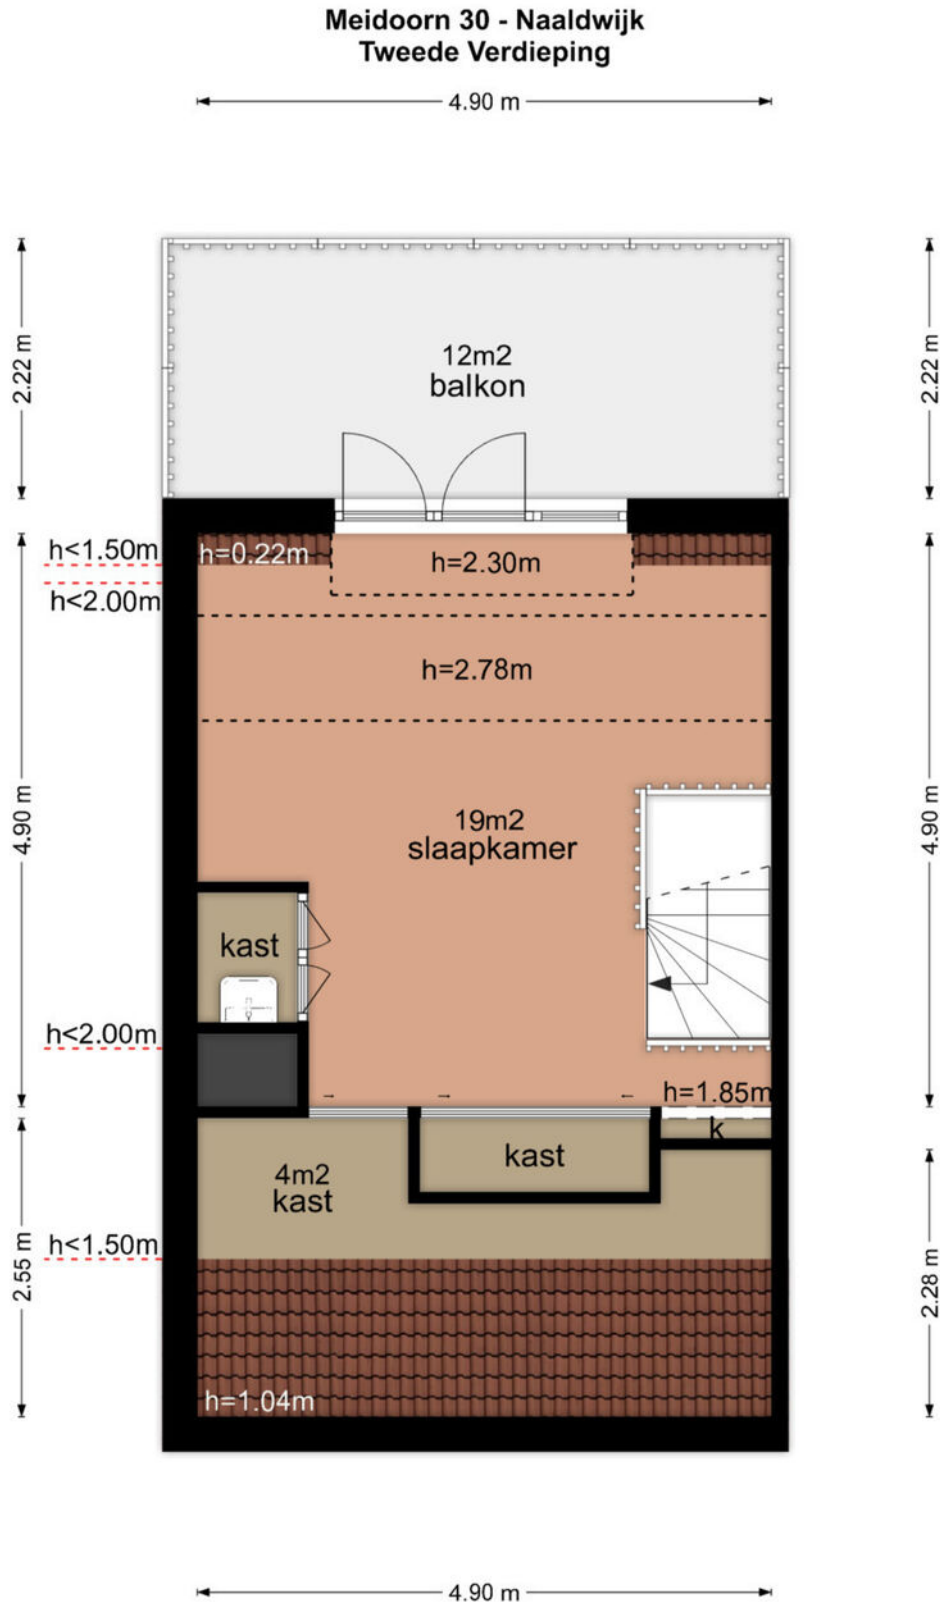 Meidoorn 30 - Naaldwijk
Tweede Verdieping
4.90 m
2.22 m
2.22 m
12m2
balkon
h<1.50m
h=0.22m
h=2.30m
h<2.00m
h=2.78m
4.90 m
4.90 m
19m2
slaapkamer
kast
h<2.00m
h=1.85m
k
kast
4m2
kast
h<1.50m
2.55 m
2.28 m
h=1.04m
4.90 m